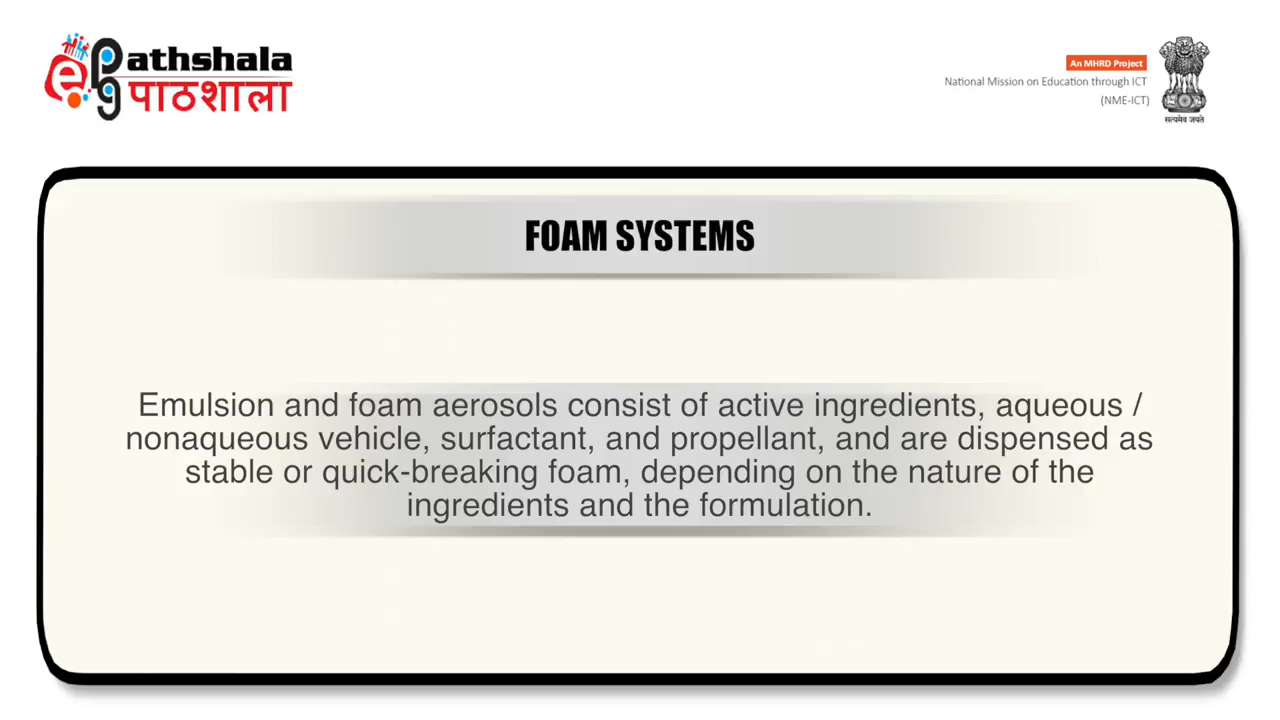 e pg athshala
पाठशाला
An MHRD Project
National Mission on Education through ICT
(NME-ICT)
सत्यमेव जयते
FOAM SYSTEMS
Emulsion and foam aerosols consist of active ingredients, aqueous /
nonaqueous vehicle, surfactant, and propellant, and are dispensed as
stable or quick-breaking foam, depending on the nature of the
ingredients and the formulation.